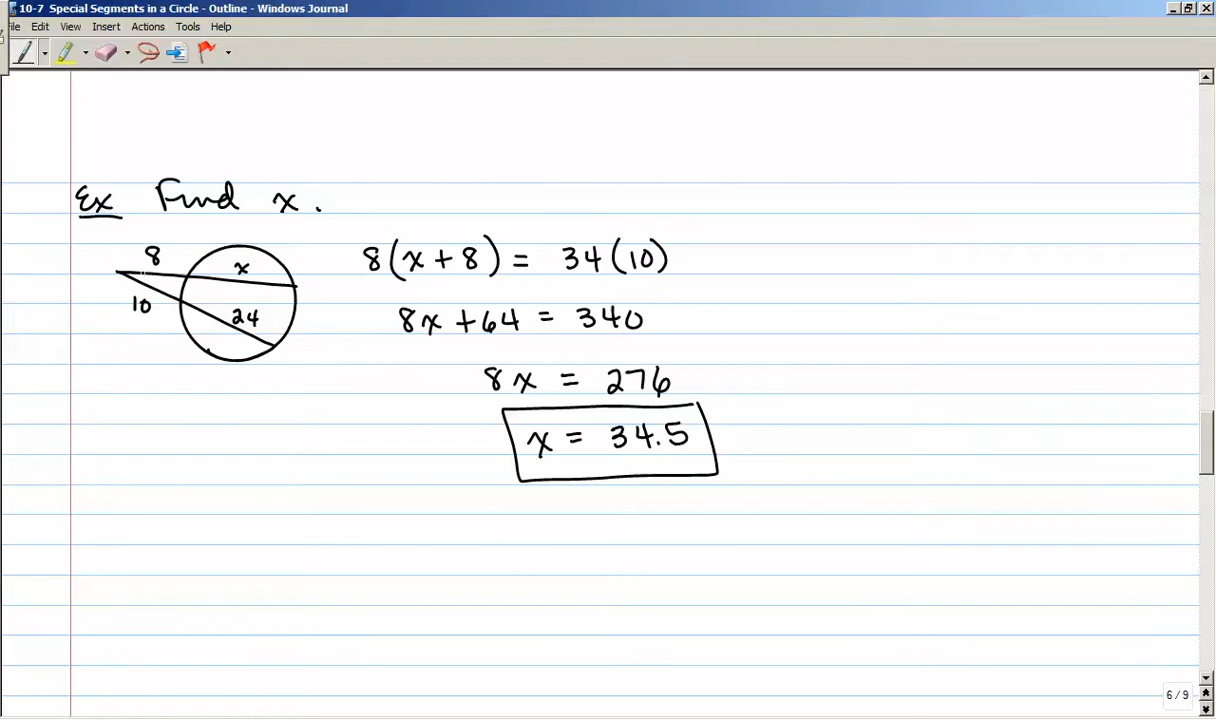 10-7 Special Segments in a Circle - Outline - Windows Journal
File Edit View Insert Actions Tools Help
Ex Find x.
8 x
10 24
8(x+8) = 34(10)
8x+64 = 340
8x = 276
x = 34.5
6/9